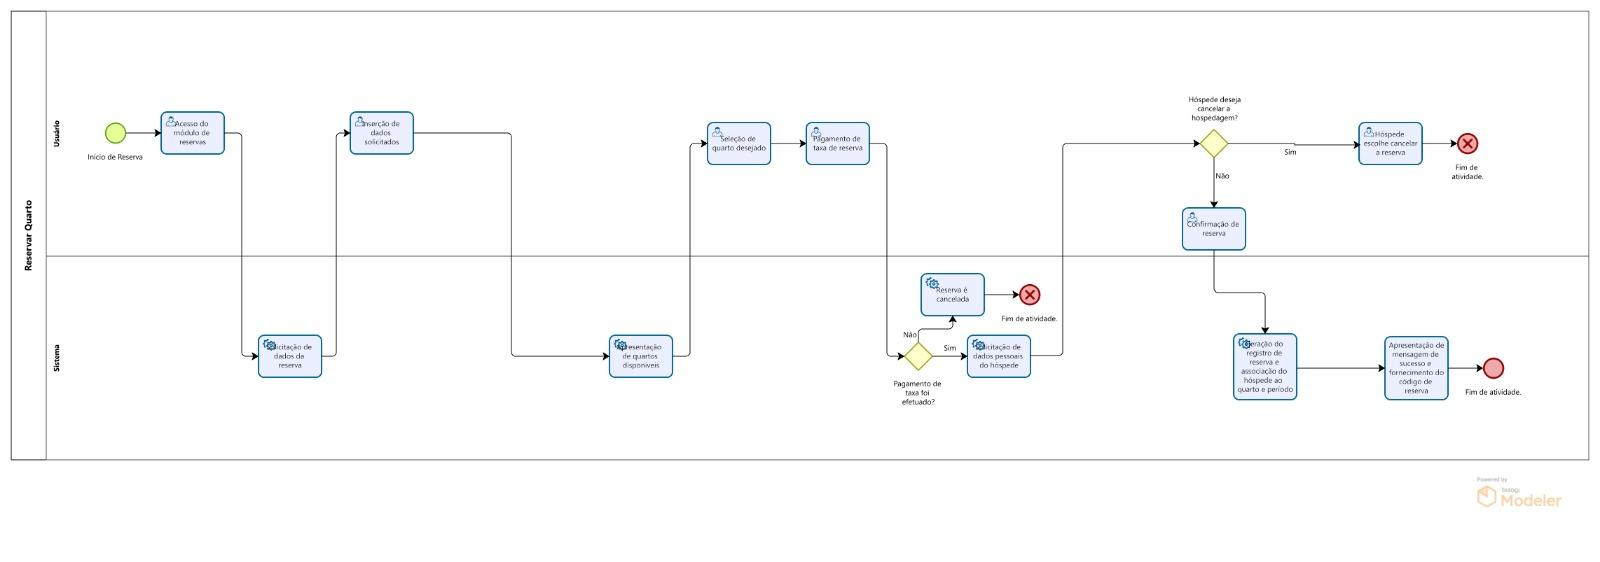 Reservar Quarto
Usuário
Início de Reserva
Acesso do
módulo de
reservas
Inserção de
dados
solicitados
Seleção de
quarto desejado
Pagamento de
taxa de reserva
Hóspede deseja
cancelar a
hospedagem?
Sim
Não
Hóspede
escolhe cancelar
a reserva
Fim de
atividade.
Confirmação de
reserva
Sistema
Solicitação de
dados da
reserva
Apresentação
de quartos
disponíveis
Pagamento de
taxa foi
efetuado?
Não
Sim
Reserva é
cancelada
Fim de atividade.
Solicitação de
dados pessoais
do hóspede
Geração do
registro de
reserva e
associação do
hóspede ao
quarto e período
Apresentação de
mensagem de
sucesso e
fornecimento do
código de
reserva
Fim de atividade.
Powered by
bizagi
Modeler